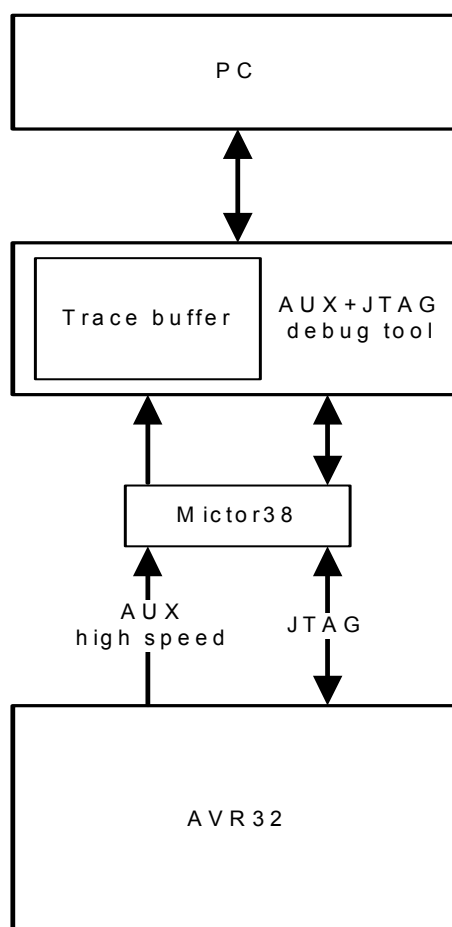 PC
Trace buffer
AUX+JTAG
debug tool
Mictor38
AUX
high speed
JTAG
AVR32